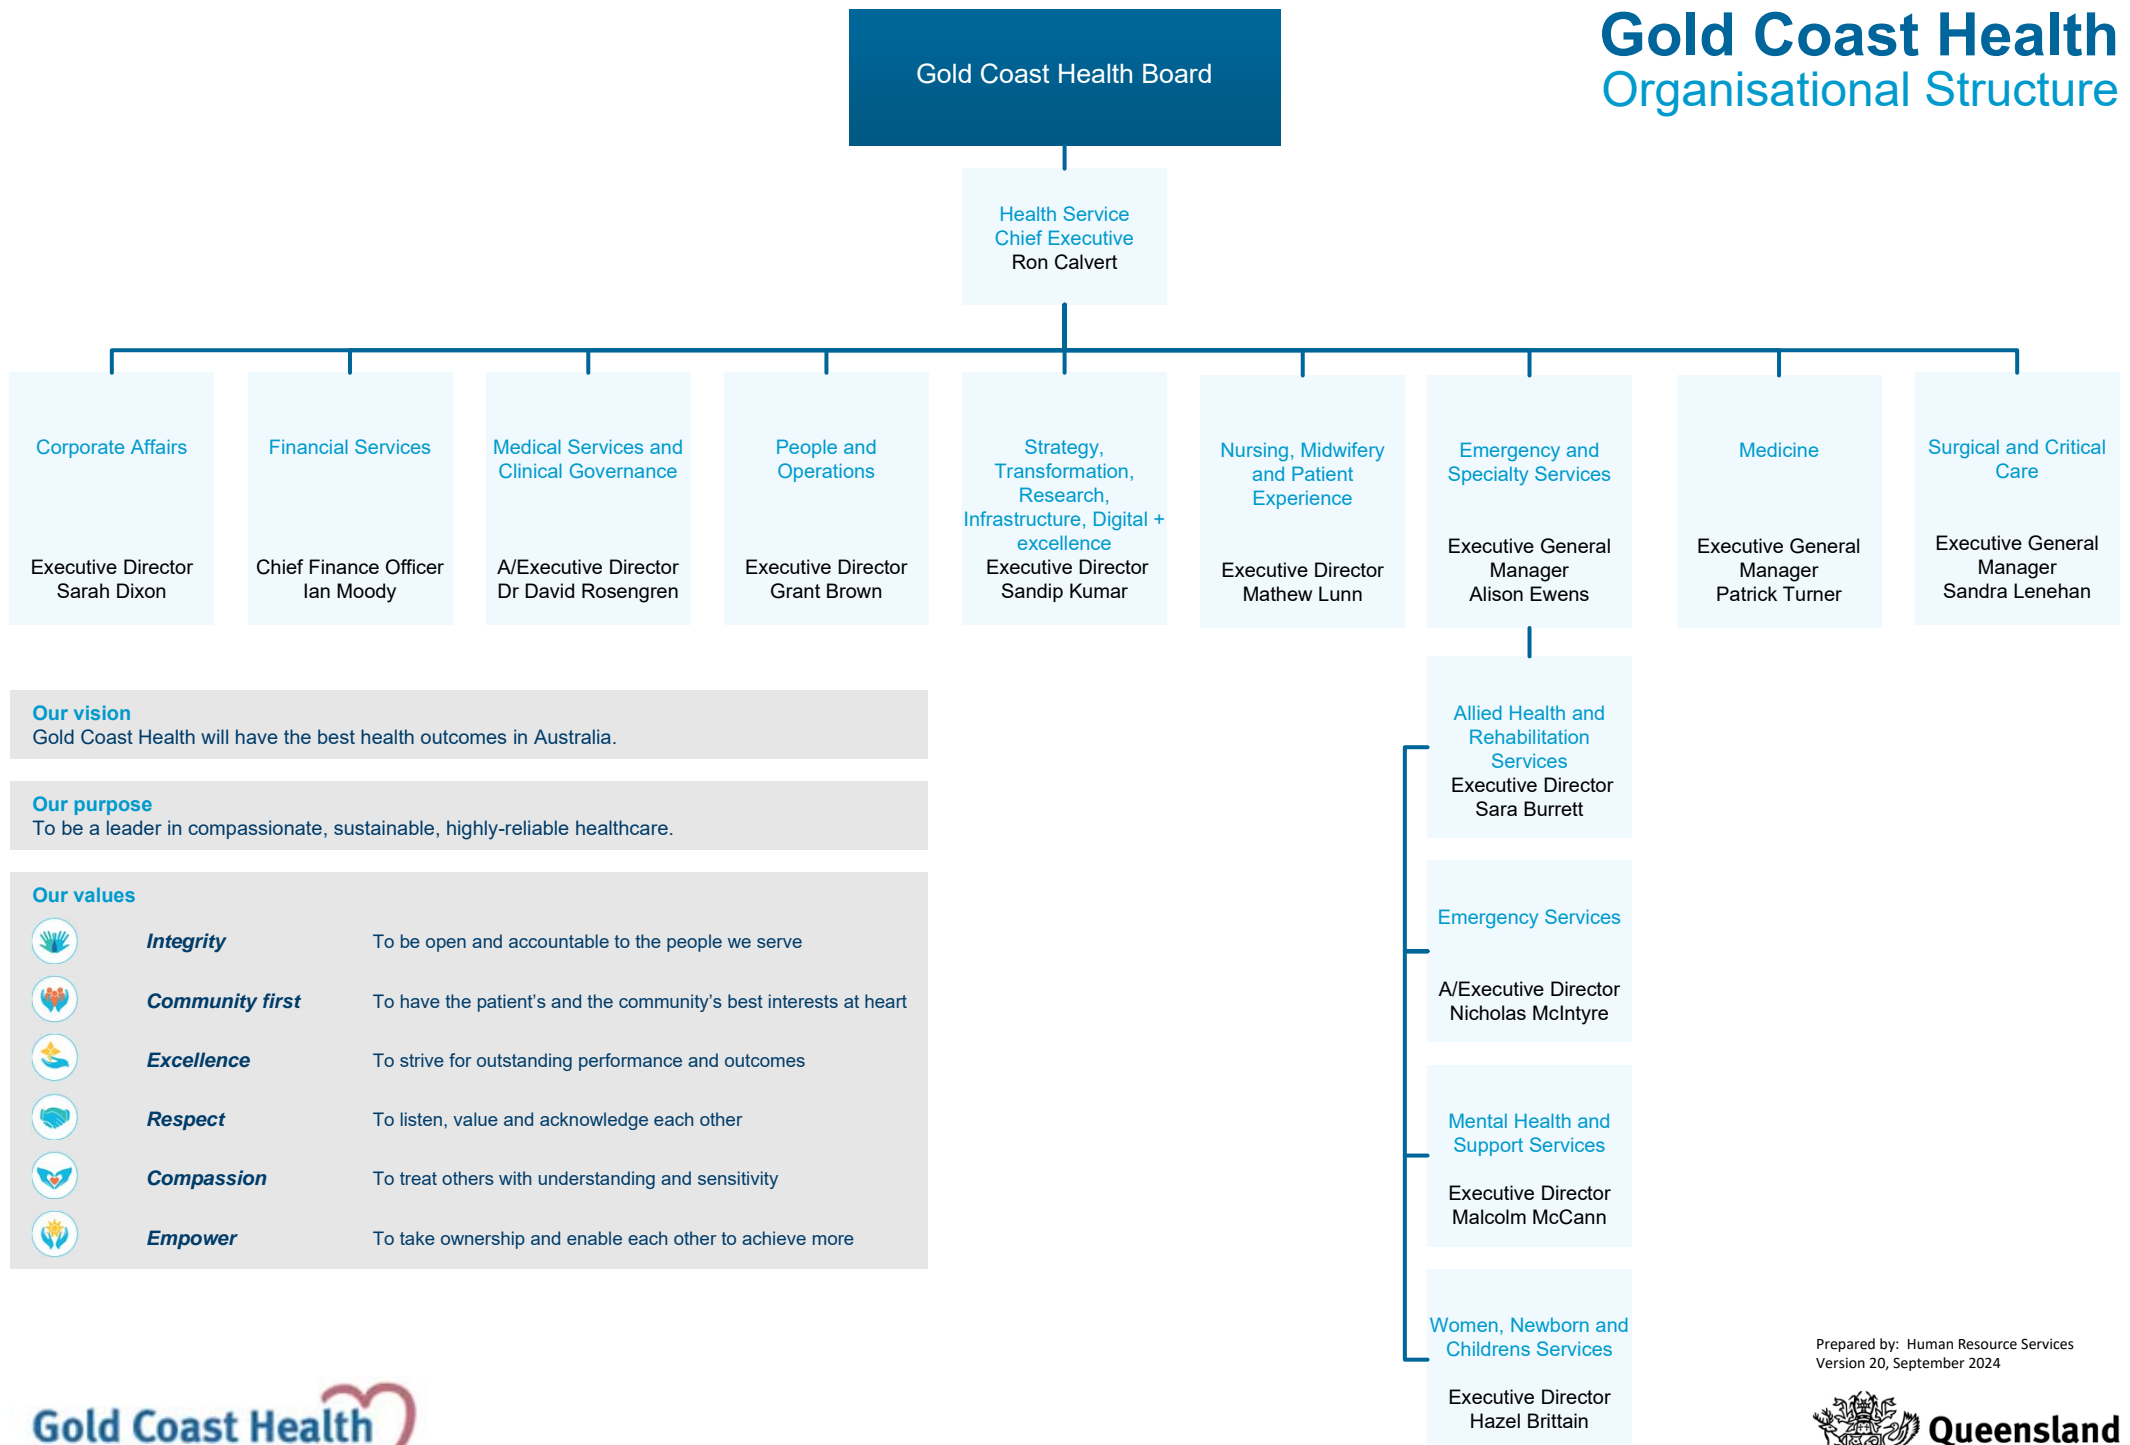 Gold Coast Health
Organisational Structure
Gold Coast Health Board
Health Service
Chief Executive
Ron Calvert
Corporate Affairs
Executive Director
Sarah Dixon
Financial Services
Chief Finance Officer
Ian Moody
Medical Services and
Clinical Governance
A/Executive Director
Dr David Rosengren
People and
Operations
Executive Director
Grant Brown
Strategy,
Transformation,
Research,
Infrastructure, Digital +
excellence
Executive Director
Sandip Kumar
Nursing, Midwifery
and Patient
Experience
Executive Director
Mathew Lunn
Emergency and
Specialty Services
Executive General
Manager
Alison Ewens
Medicine
Executive General
Manager
Patrick Turner
Surgical and Critical
Care
Executive General
Manager
Sandra Lenehan
Allied Health and
Rehabilitation
Services
Executive Director
Sara Burrett
Emergency Services
A/Executive Director
Nicholas McIntyre
Mental Health and
Support Services
Executive Director
Malcolm McCann
Women, Newborn and
Childrens Services
Executive Director
Hazel Brittain
Our vision
Gold Coast Health will have the best health outcomes in Australia.
Our purpose
To be a leader in compassionate, sustainable, highly-reliable healthcare.
Our values
Integrity To be open and accountable to the people we serve
Community first To have the patient’s and the community’s best interests at heart
Excellence To strive for outstanding performance and outcomes
Respect To listen, value and acknowledge each other
Compassion To treat others with understanding and sensitivity
Empower To take ownership and enable each other to achieve more
Gold Coast Health
Prepared by: Human Resource Services
Version 20, September 2024
Queensland